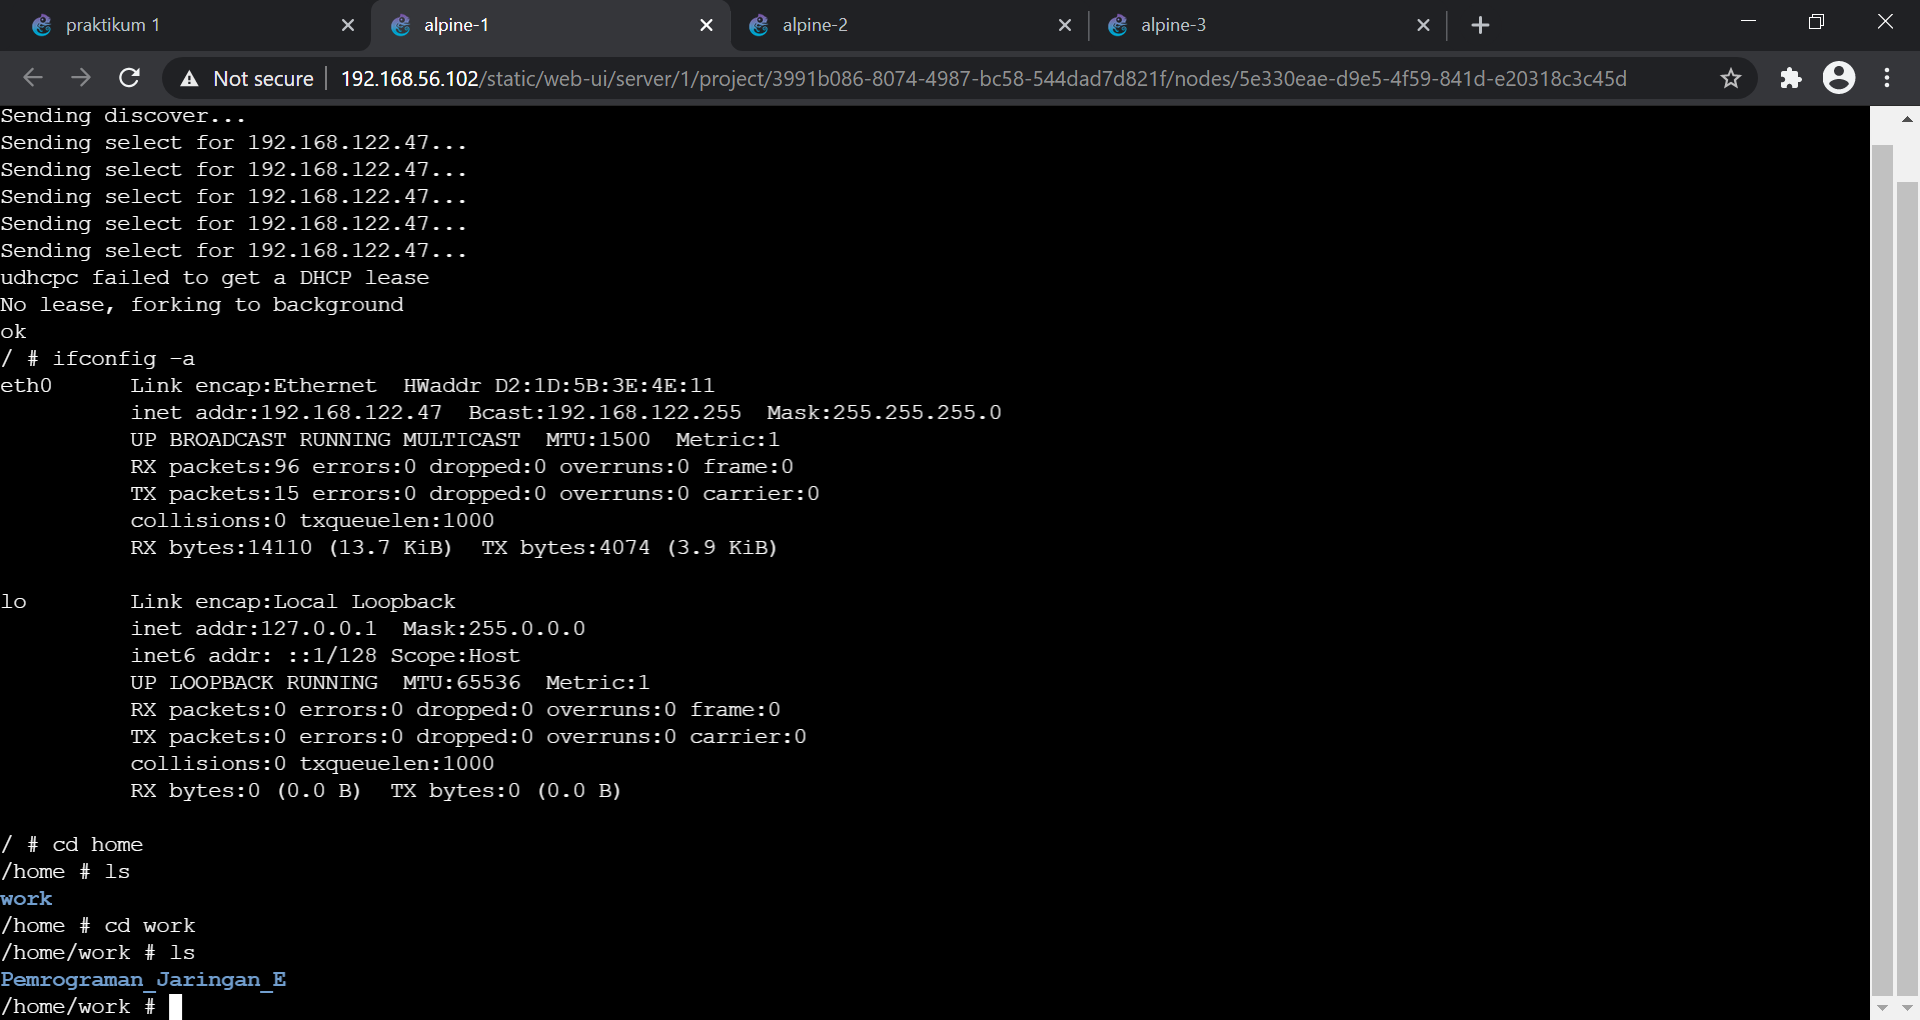 praktikum 1
alpine-1
alpine-2
alpine-3
Not secure
192.168.56.102/static/web-ui/server/1/project/3991b086-8074-4987-bc58-544dad7d821f/nodes/5e330eae-d9e5-4f59-841d-e20318c3c45d
Sending discover...
Sending select for 192.168.122.47...
Sending select for 192.168.122.47...
Sending select for 192.168.122.47...
Sending select for 192.168.122.47...
Sending select for 192.168.122.47...
udhcpc failed to get a DHCP lease
No lease, forking to background
ok
/ # ifconfig -a
eth0      Link encap:Ethernet  HWaddr D2:1D:5B:3E:4E:11
          inet addr:192.168.122.47  Bcast:192.168.122.255  Mask:255.255.255.0
          UP BROADCAST RUNNING MULTICAST  MTU:1500  Metric:1
          RX packets:96 errors:0 dropped:0 overruns:0 frame:0
          TX packets:15 errors:0 dropped:0 overruns:0 carrier:0
          collisions:0 txqueuelen:1000
          RX bytes:14110 (13.7 KiB)  TX bytes:4074 (3.9 KiB)
lo        Link encap:Local Loopback
          inet addr:127.0.0.1  Mask:255.0.0.0
          inet6 addr: ::1/128 Scope:Host
          UP LOOPBACK RUNNING  MTU:65536  Metric:1
          RX packets:0 errors:0 dropped:0 overruns:0 frame:0
          TX packets:0 errors:0 dropped:0 overruns:0 carrier:0
          collisions:0 txqueuelen:1000
          RX bytes:0 (0.0 B)  TX bytes:0 (0.0 B)
/ # cd home
/home # ls
work
/home # cd work
/home/work # ls
Pemrograman_Jaringan_E
/home/work #